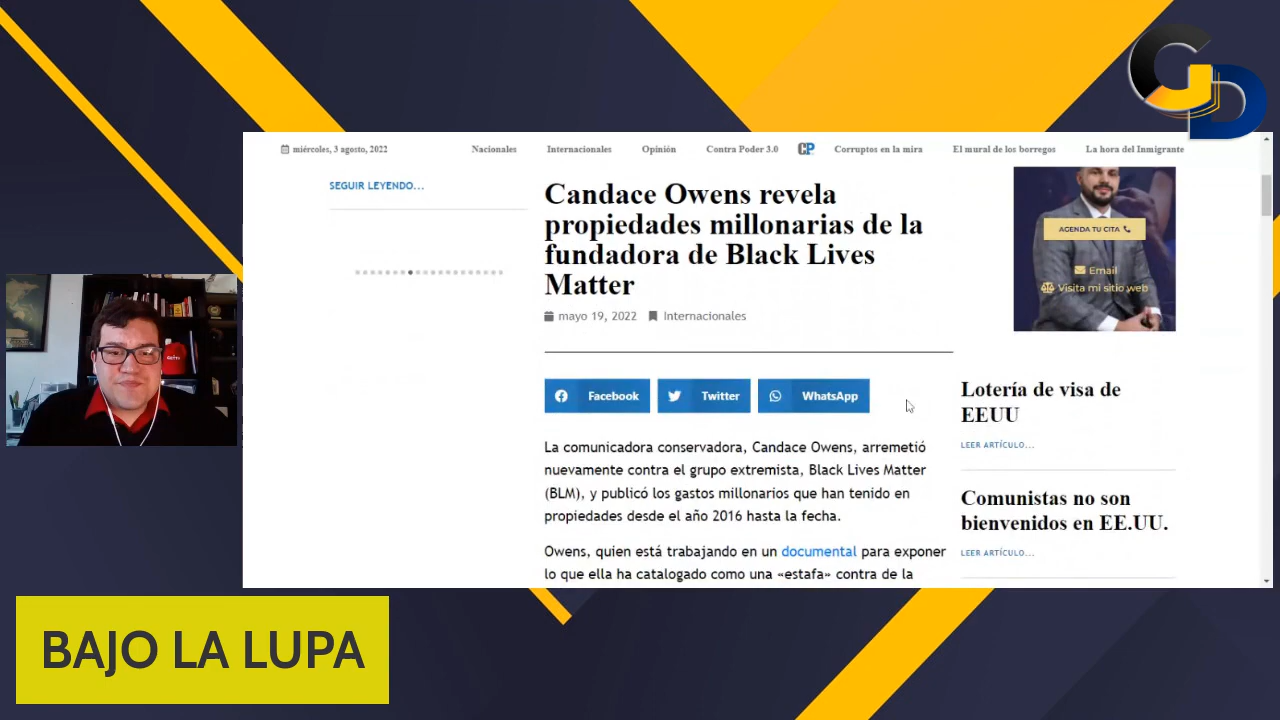 GD
miércoles, 3 agosto, 2022
Nacionales
Internacionales
Opinión
Contra Poder 3.0
CP
Corruptos en la mira
El mural de los borregos
La hora del Inmigrante
SEGUIR LEYENDO...
Candace Owens revela
propiedades millonarias de la
fundadora de Black Lives
Matter
mayo 19, 2022
Internacionales
Facebook
Twitter
WhatsApp
La comunicadora conservadora, Candace Owens, arremetió
nuevamente contra el grupo extremista, Black Lives Matter
(BLM), y publicó los gastos millonarios que han tenido en
propiedades desde el año 2016 hasta la fecha.
Owens, quien está trabajando en un documental para exponer
lo que ella ha catalogado como una «estafa» contra de la
AGENDA TU CITA
Email
Visita mi sitio web
Lotería de visa de
EEUU
LEER ARTÍCULO...
Comunistas no son
bienvenidos en EE.UU.
LEER ARTÍCULO...
BAJO LA LUPA